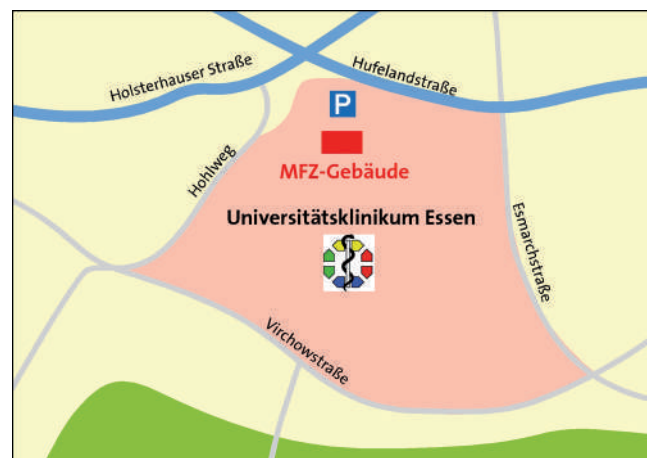 Holsterhauser Straße
Hufelandstraße
P
MFZ-Gebäude
Hohlweg
Universitätsklinikum Essen
Esmarchstraße
Virchowstraße